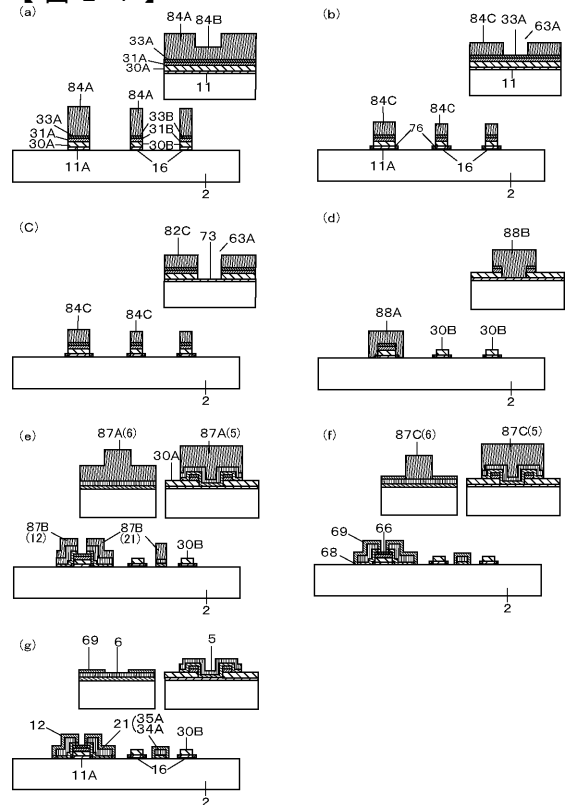 (a)
84A 84B
33A
31A
30A
11
84A 84A
33A 33B
31A 31B
30A 30B
11A 16
2
(b)
84C 33A 63A
11
84C 84C
76
11A 16
2
(C)
82C 73 63A
84C 84C
2
(d)
88B
88A 30B 30B
2
(e)
87A(6) 87A(5)
30A
87B
(12)
87B
(21)
30B
2
(f)
87C(6) 87C(5)
69 66
68
2
(g)
69 6 5
12 21(35A
34A 30B
11A 16
2